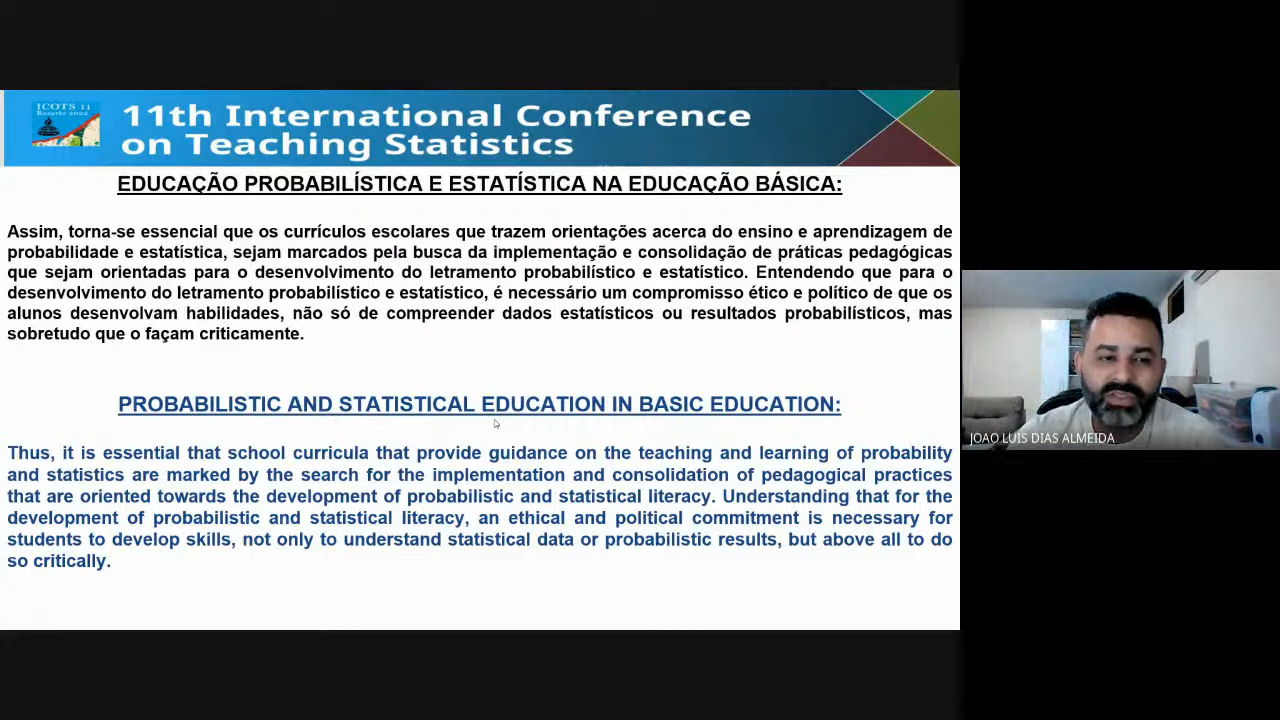 ICOTS 11
Rosario 2022
11th International Conference
on Teaching Statistics
EDUCAÇÃO PROBABILÍSTICA E ESTATÍSTICA NA EDUCAÇÃO BÁSICA:
Assim, torna-se essencial que os currículos escolares que trazem orientações acerca do ensino e aprendizagem de
probabilidade e estatística, sejam marcados pela busca da implementação e consolidação de práticas pedagógicas
que sejam orientadas para o desenvolvimento do letramento probabilístico e estatístico. Entendendo que para o
desenvolvimento do letramento probabilístico e estatístico, é necessário um compromisso ético e político de que os
alunos desenvolvam habilidades, não só de compreender dados estatísticos ou resultados probabilísticos, mas
sobretudo que o façam criticamente.
PROBABILISTIC AND STATISTICAL EDUCATION IN BASIC EDUCATION:
Thus, it is essential that school curricula that provide guidance on the teaching and learning of probability
and statistics are marked by the search for the implementation and consolidation of pedagogical practices
that are oriented towards the development of probabilistic and statistical literacy. Understanding that for the
development of probabilistic and statistical literacy, an ethical and political commitment is necessary for
students to develop skills, not only to understand statistical data or probabilistic results, but above all to do
so critically.
JOAO LUIS DIAS ALMEIDA